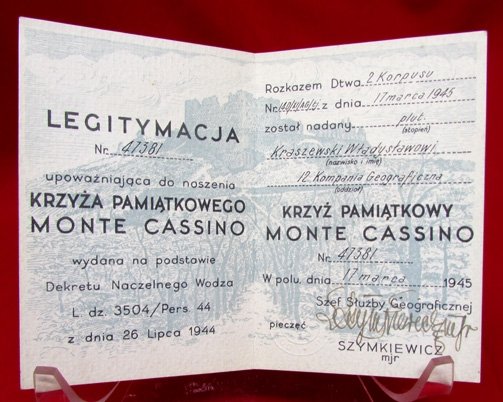 LEGITYMACJA
Nr. 47381
upoważniająca do noszenia
KRZYŻA PAMIĄTKOWEGO
MONTE CASSINO
wydana na podstawie
Dekretu Naczelnego Wodza
L. dz. 3504/Pers 44
z dnia 26 Lipca 1944
Rozkazem Dtwa 2 Korpusu
Nr. z dnia 17 marca 1945
został nadany plut.
(stopień)
Kraszewski Władysławowi
(nazwisko i imię)
12. Kompania Geograficzna
(oddział)
KRZYŻ PAMIĄTKOWY
MONTE CASSINO
Nr. 47381
W polu, dnia 17 marca 1945
Szef Służby Geograficznej
pieczęć
SZYMKIEWICZ
mjr